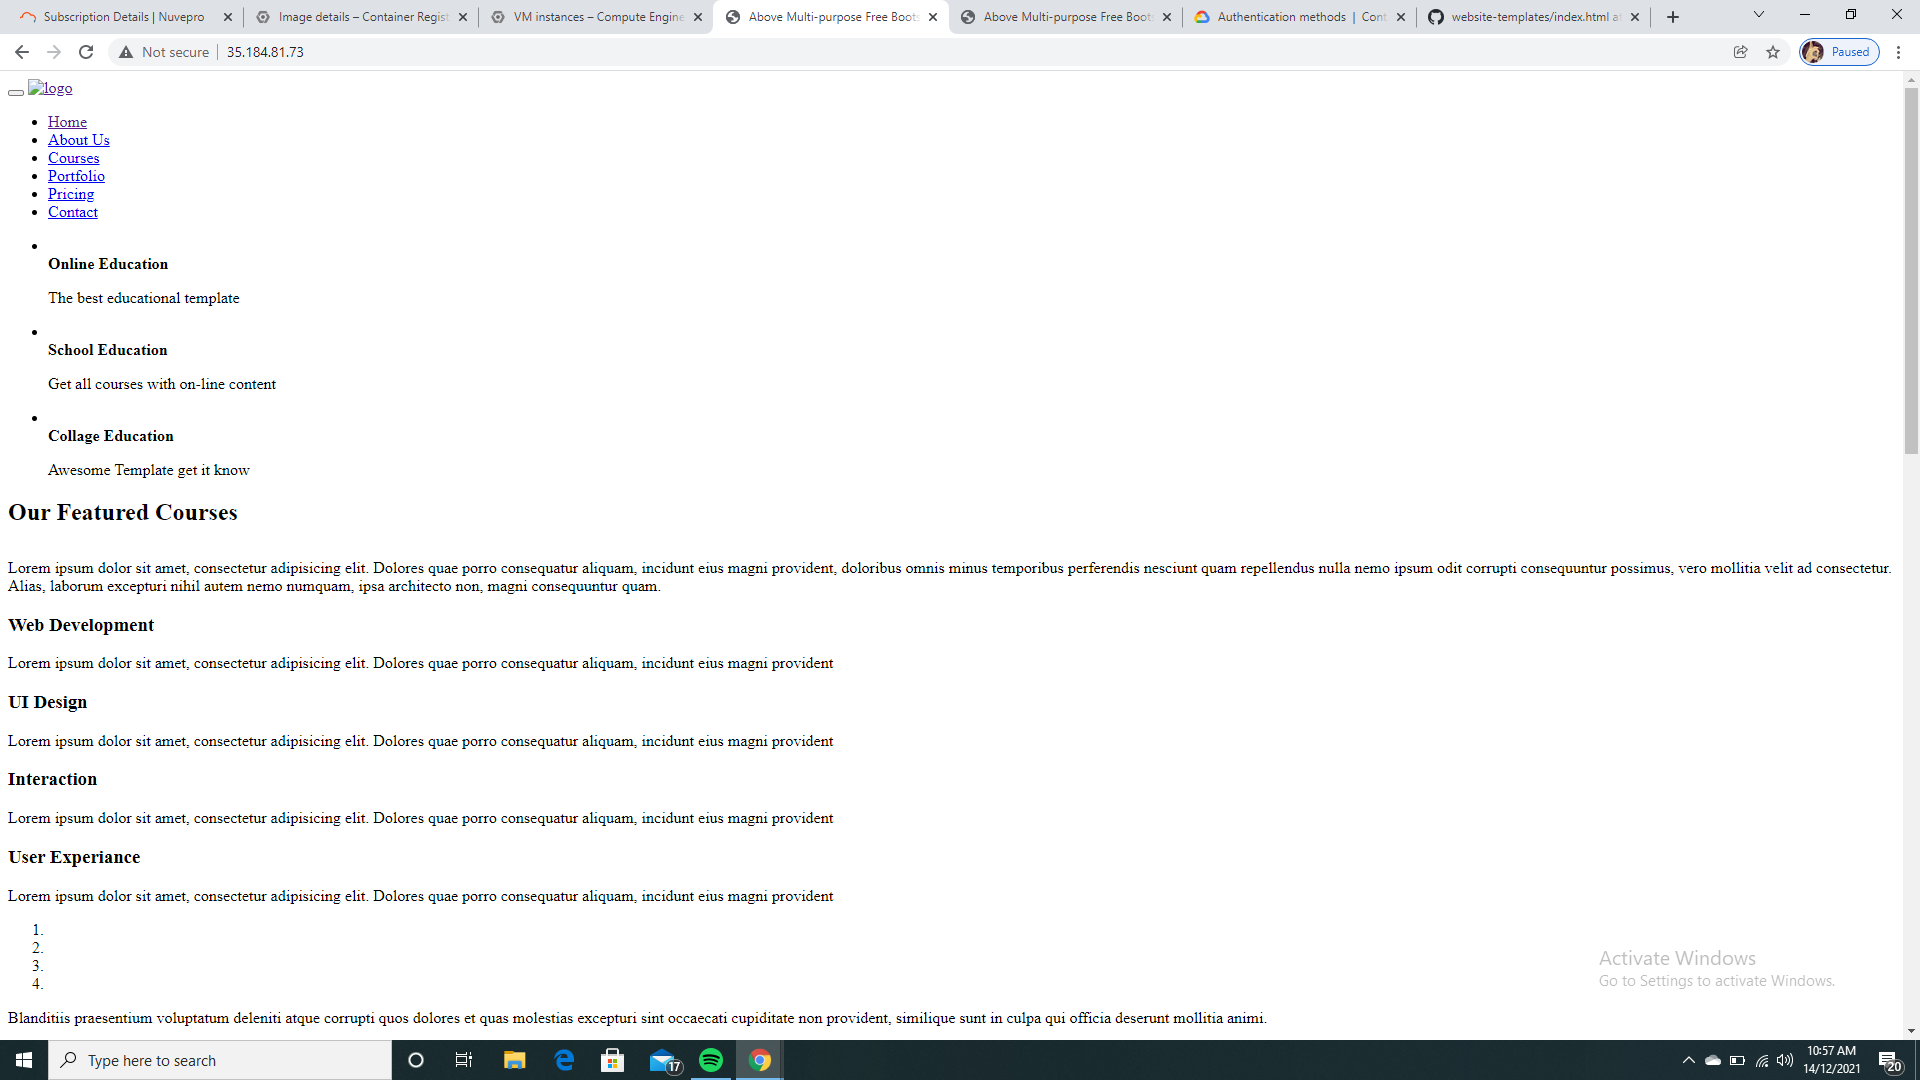 Subscription Details | Nuvepro
Image details – Container Regist
VM instances – Compute Engine
Above Multi-purpose Free Boots
Above Multi-purpose Free Boots
Authentication methods | Cont
website-templates/index.html at
Not secure
35.184.81.73
Paused
logo
Home
About Us
Courses
Portfolio
Pricing
Contact
Online Education
The best educational template
School Education
Get all courses with on-line content
Collage Education
Awesome Template get it know
Our Featured Courses
Lorem ipsum dolor sit amet, consectetur adipisicing elit. Dolores quae porro consequatur aliquam, incidunt eius magni provident, doloribus omnis minus temporibus perferendis nesciunt quam repellendus nulla nemo ipsum odit corrupti consequuntur possimus, vero mollitia velit ad consectetur.
Alias, laborum excepturi nihil autem nemo numquam, ipsa architecto non, magni consequuntur quam.
Web Development
Lorem ipsum dolor sit amet, consectetur adipisicing elit. Dolores quae porro consequatur aliquam, incidunt eius magni provident
UI Design
Lorem ipsum dolor sit amet, consectetur adipisicing elit. Dolores quae porro consequatur aliquam, incidunt eius magni provident
Interaction
Lorem ipsum dolor sit amet, consectetur adipisicing elit. Dolores quae porro consequatur aliquam, incidunt eius magni provident
User Experiance
Lorem ipsum dolor sit amet, consectetur adipisicing elit. Dolores quae porro consequatur aliquam, incidunt eius magni provident
1.
2.
3.
4.
Blanditiis praesentium voluptatum deleniti atque corrupti quos dolores et quas molestias excepturi sint occaecati cupiditate non provident, similique sunt in culpa qui officia deserunt mollitia animi.
Activate Windows
Go to Settings to activate Windows.
Type here to search
17
10:57 AM
14/12/2021
20